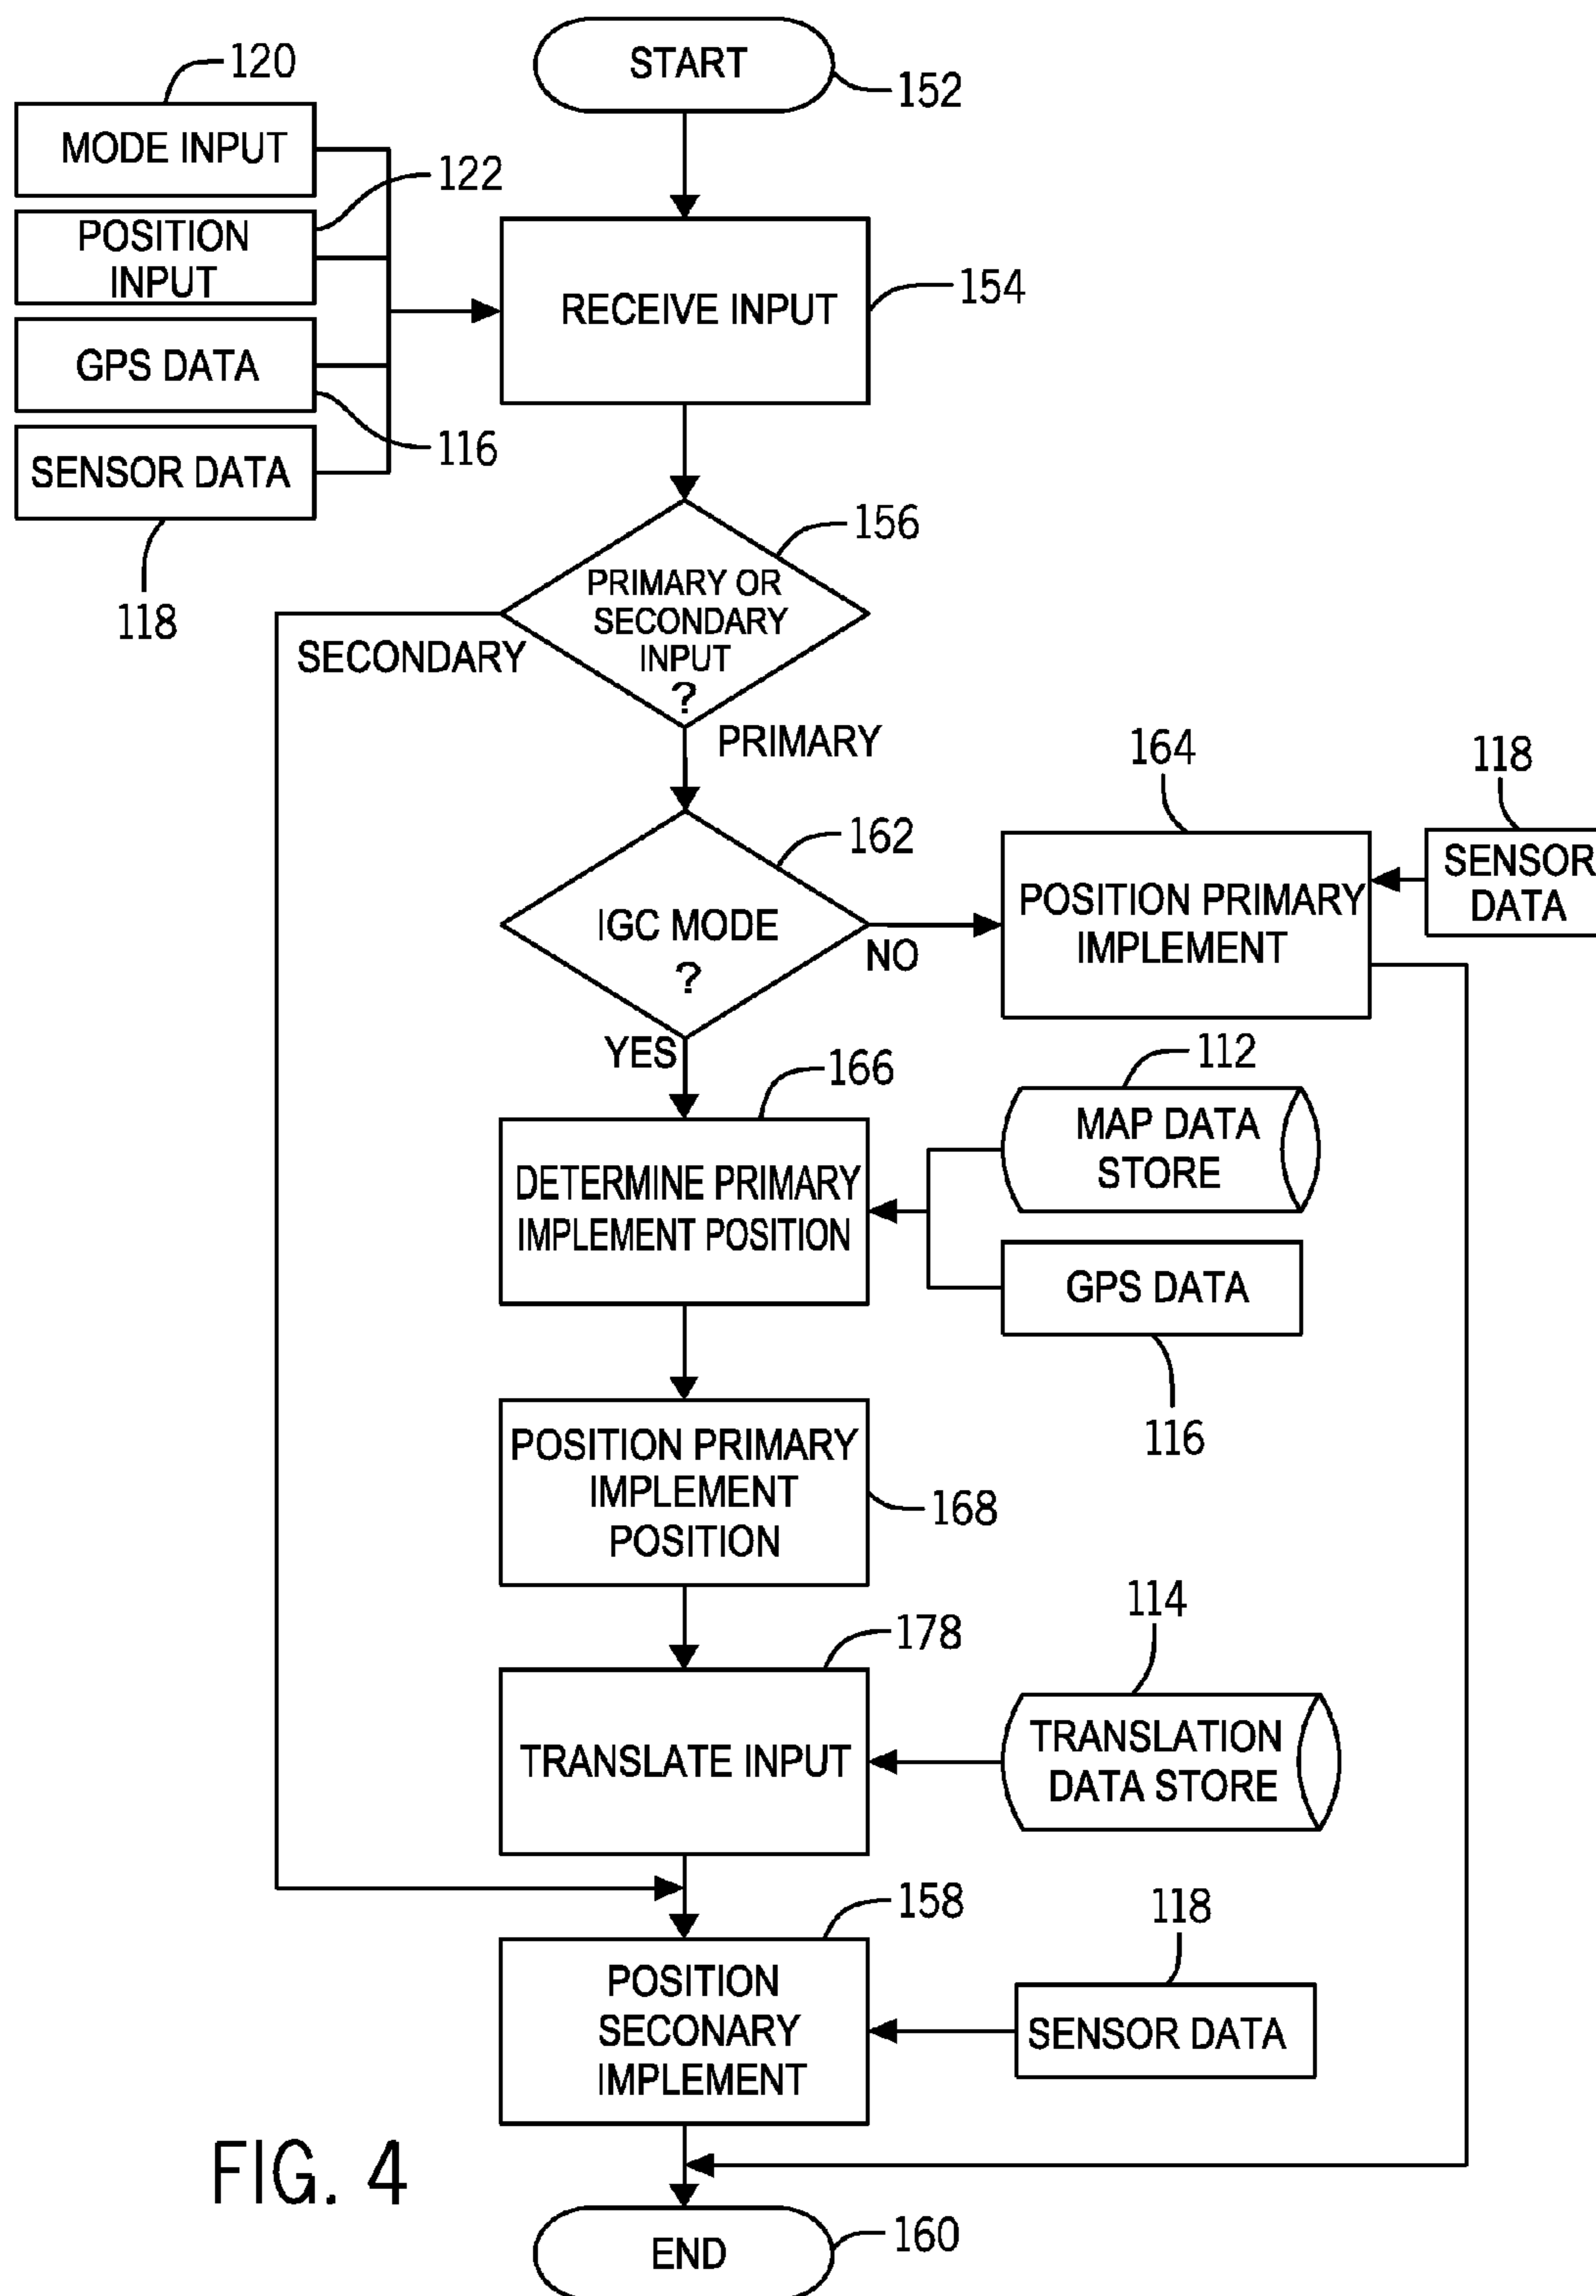 START
152
120
MODE INPUT
122
POSITION
INPUT
RECEIVE INPUT
154
GPS DATA
116
SENSOR DATA
118
156
PRIMARY OR
SECONDARY
INPUT
?
SECONDARY
PRIMARY
162
IGC MODE
?
NO
YES
164
POSITION PRIMARY
IMPLEMENT
118
SENSOR
DATA
166
DETERMINE PRIMARY
IMPLEMENT POSITION
112
MAP DATA
STORE
GPS DATA
116
POSITION PRIMARY
IMPLEMENT
POSITION
168
178
TRANSLATE INPUT
114
TRANSLATION
DATA STORE
158
POSITION
SECONARY
IMPLEMENT
118
SENSOR DATA
FIG. 4
END
160